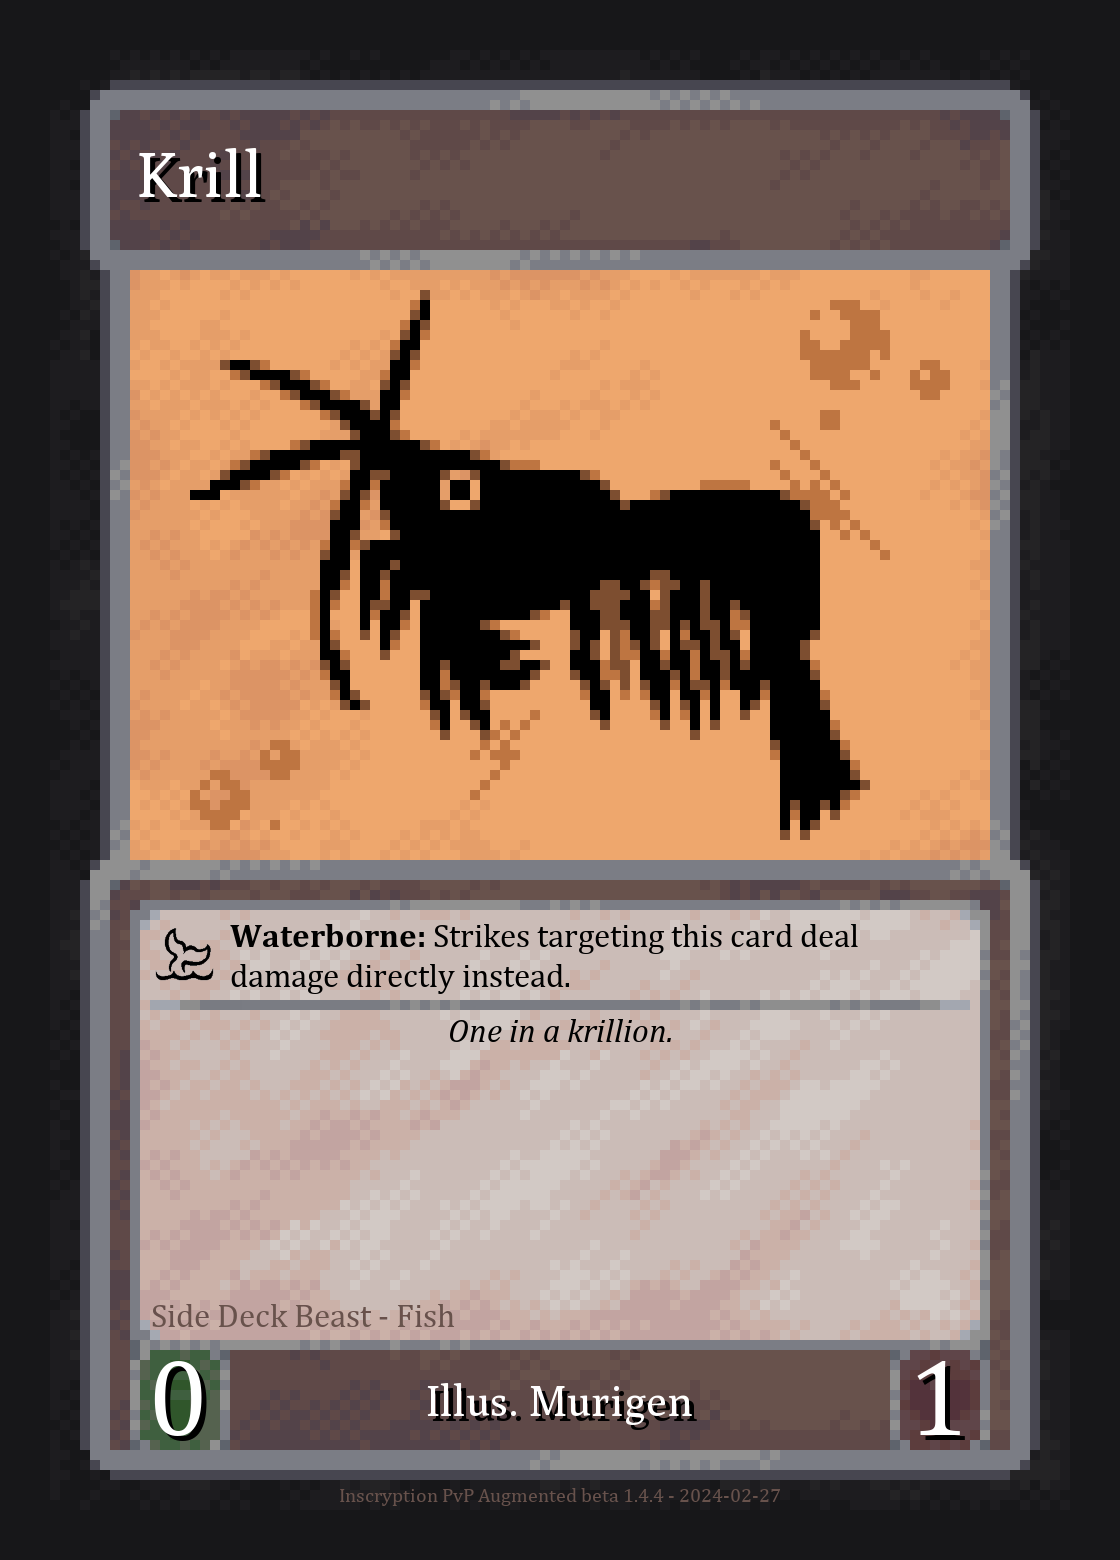 Krill
Waterborne: Strikes targeting this card deal
damage directly instead.
One in a krillion.
Side Deck Beast - Fish
0
Illus. Murigen
1
Inscryption PvP Augmented beta 1.4.4 - 2024-02-27